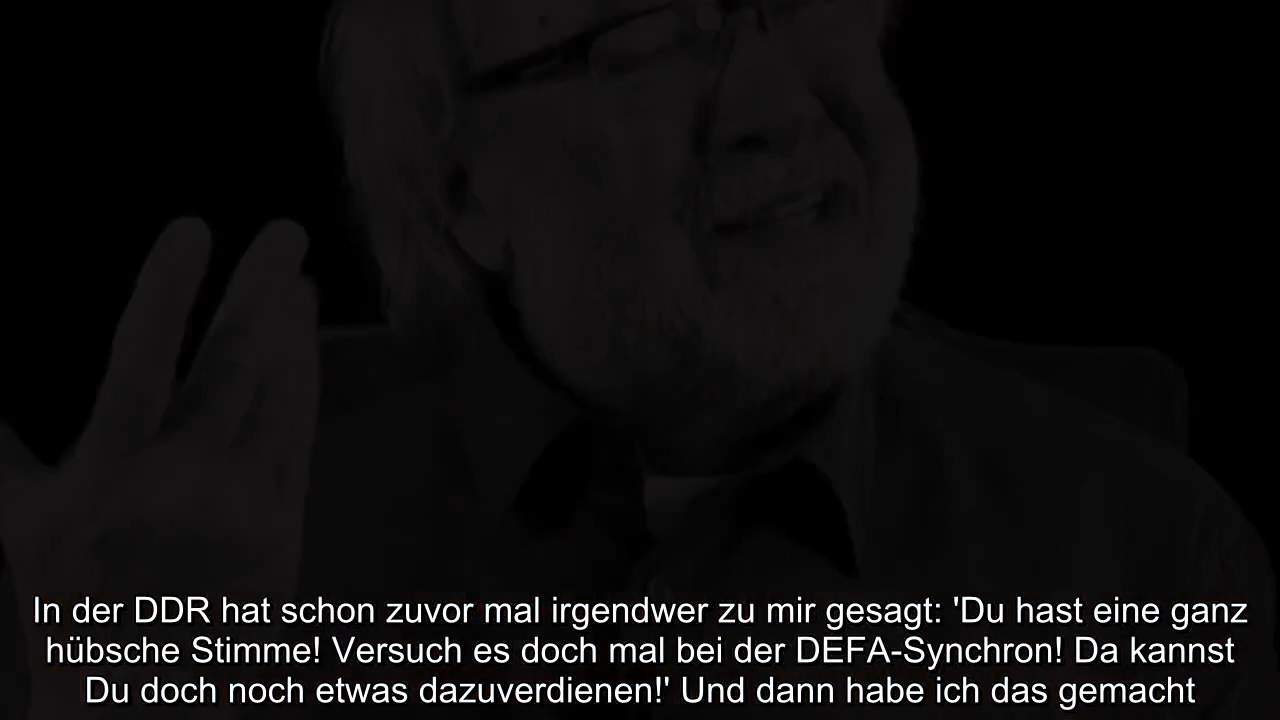 In der DDR hat schon zuvor mal irgendwer zu mir gesagt: 'Du hast eine ganz
hübsche Stimme! Versuch es doch mal bei der DEFA-Synchron! Da kannst
Du doch noch etwas dazuverdienen!' Und dann habe ich das gemacht